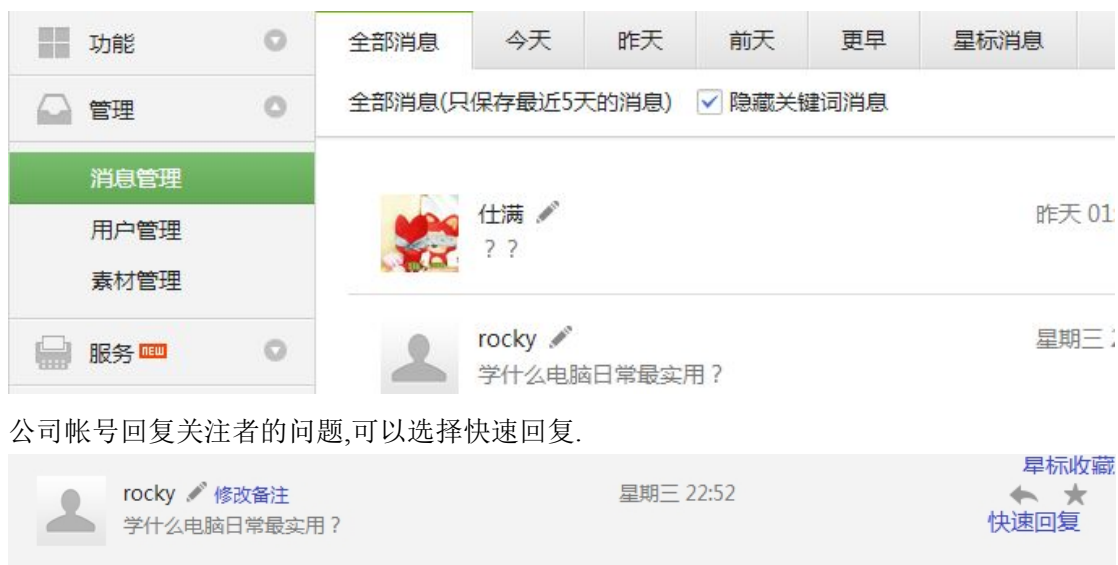 功能
全部消息 今天 昨天 前天 更早 星标消息
管理
全部消息(只保存最近5天的消息) 隐藏关键词消息
消息管理
用户管理
素材管理
服务 NEW
仕满 昨天 01:
？？
rocky 星期三 2
学什么电脑日常最实用？
公司帐号回复关注者的问题,可以选择快速回复.
星标收藏
rocky 修改备注 星期三 22:52
学什么电脑日常最实用？
快速回复